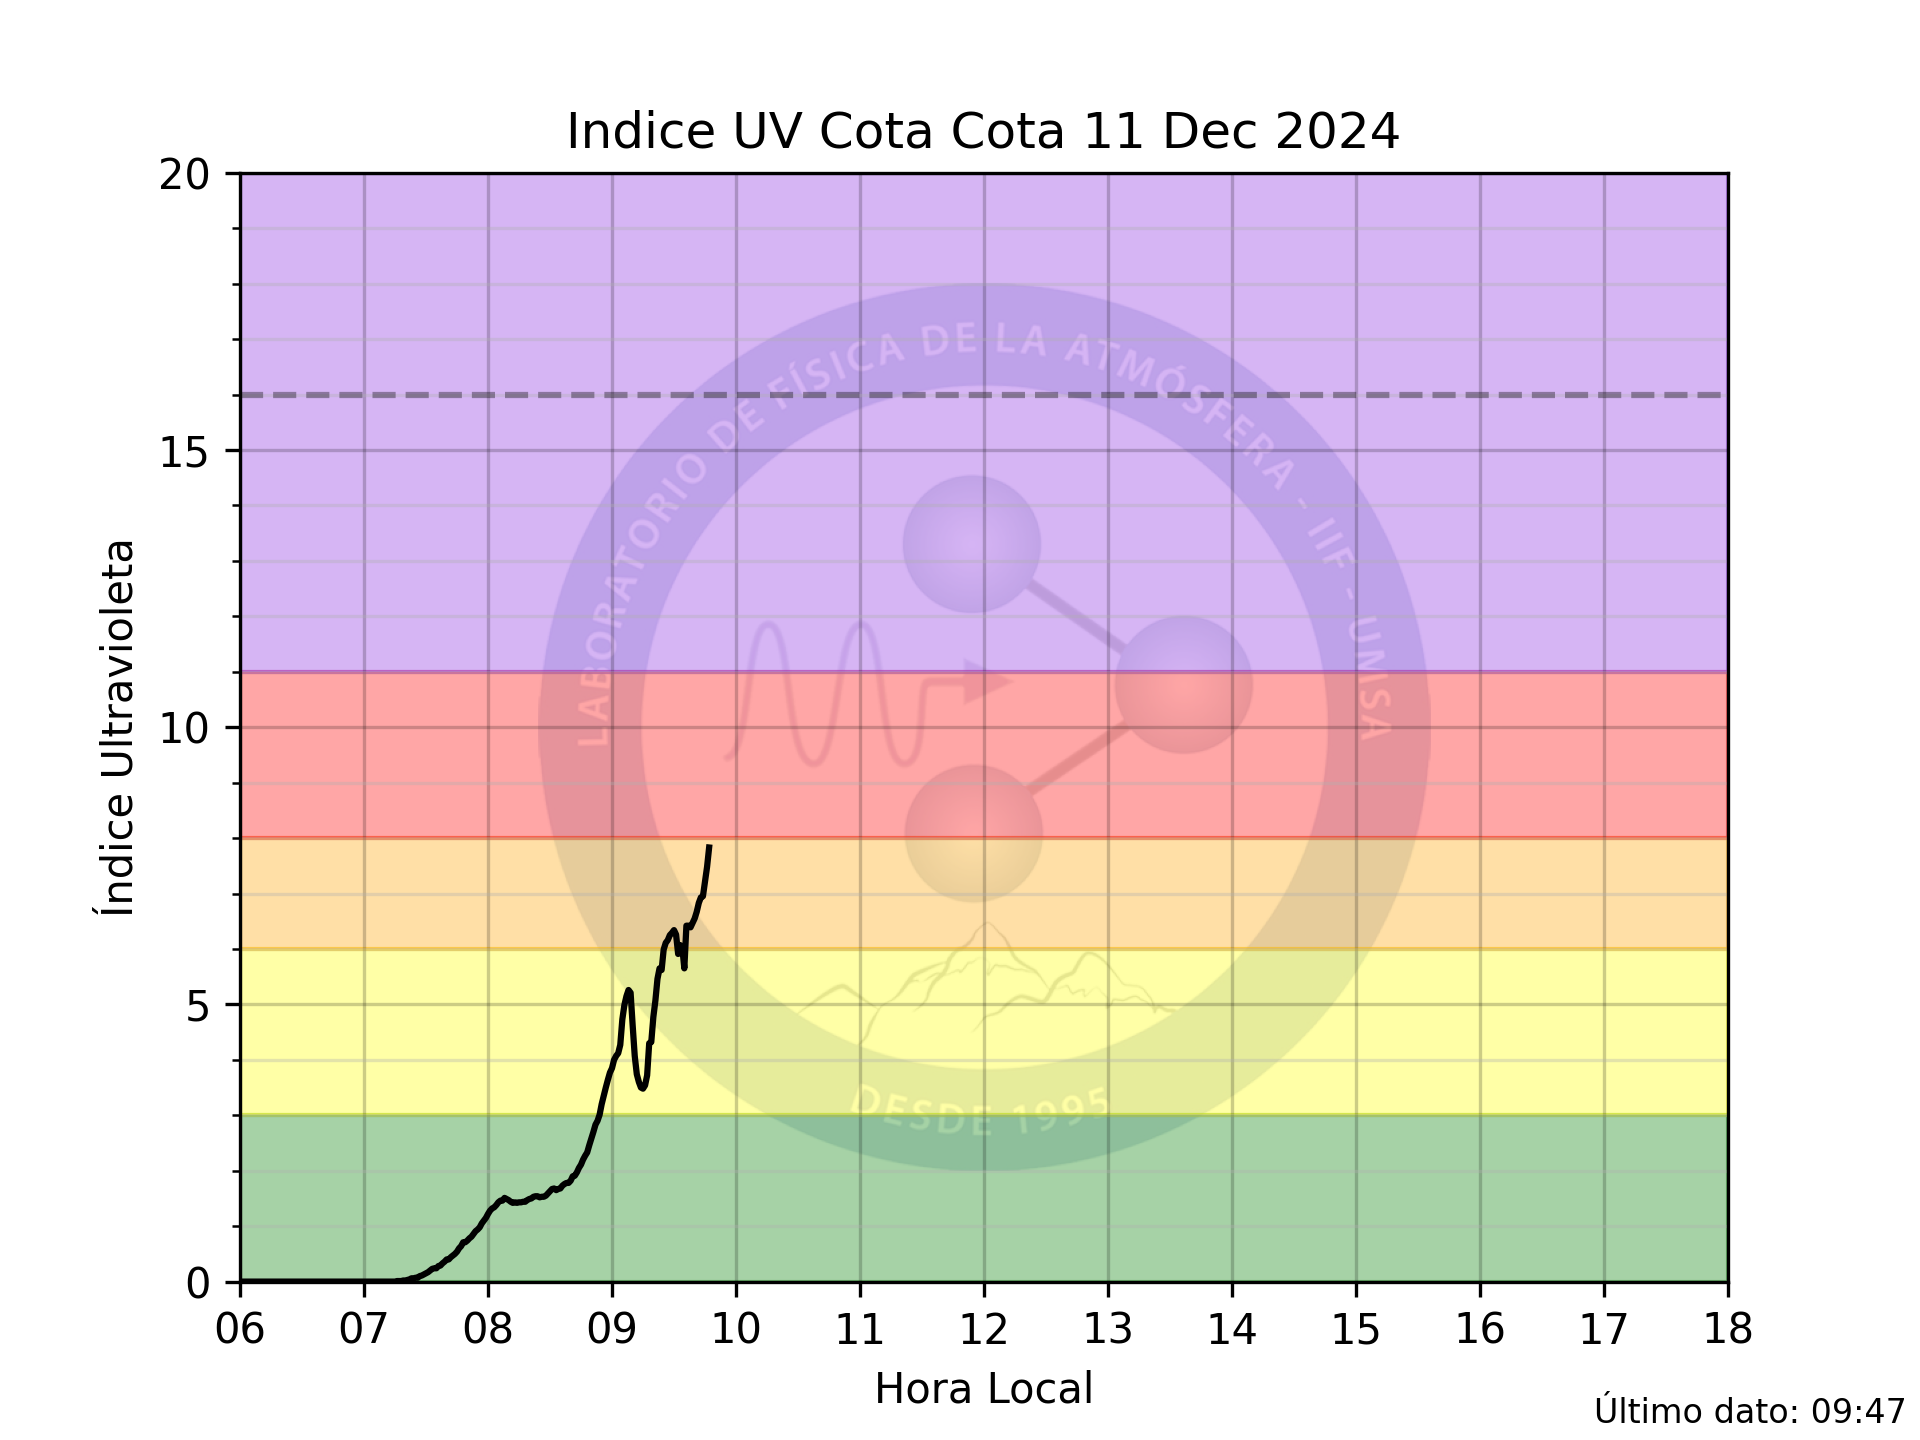 Indice UV Cota Cota 11 Dec 2024
20
15
10
5
0
Índice Ultravioleta
LABORATORIO DE FÍSICA DE LA ATMÓSFERA - IIF - UMSA
DESDE 1995
06 07 08 09 10 11 12 13 14 15 16 17 18
Hora Local
Último dato: 09:47